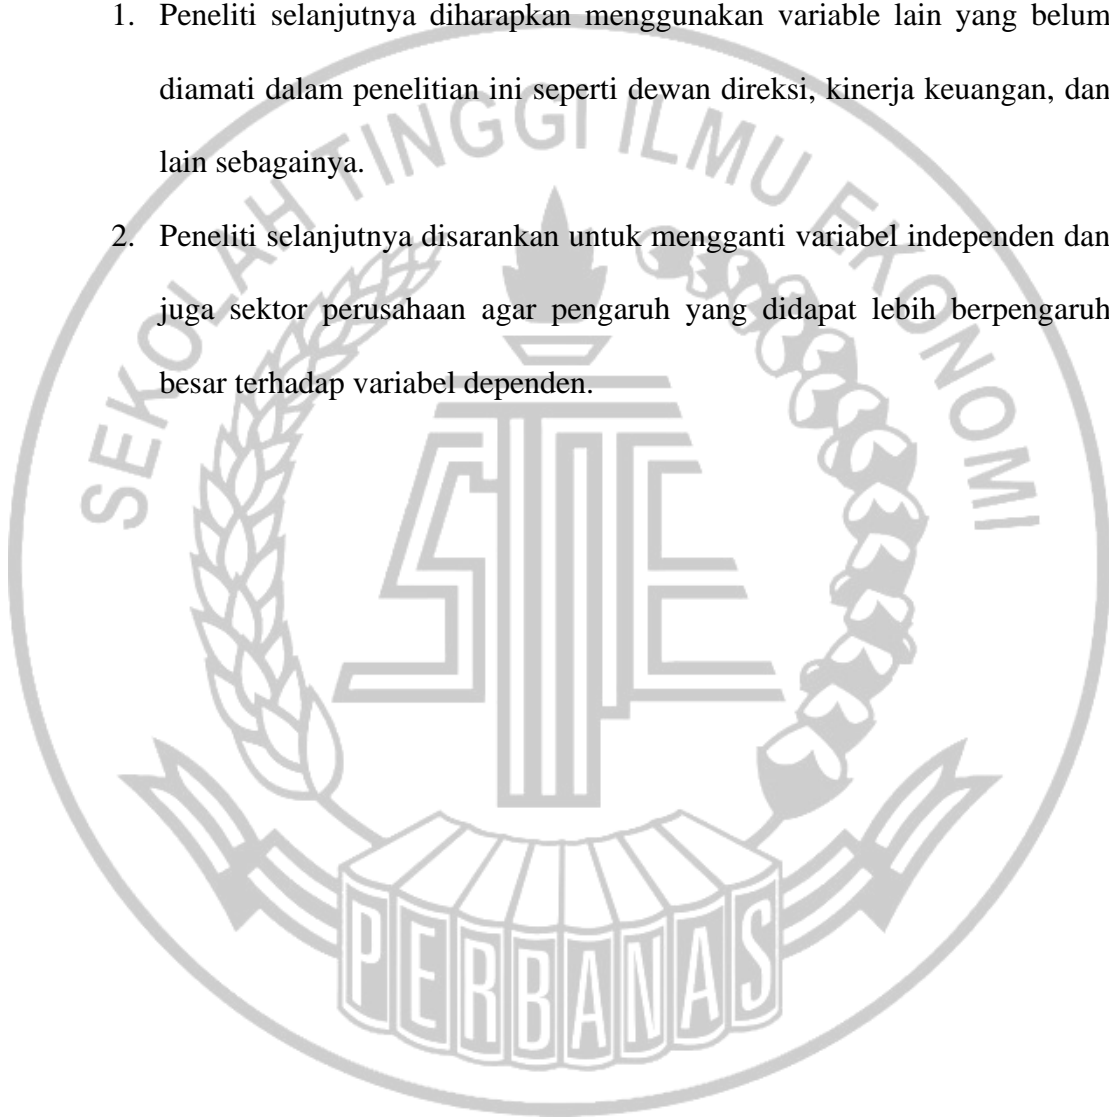 1. Peneliti selanjutnya diharapkan menggunakan variable lain yang belum
diamati dalam penelitian ini seperti dewan direksi, kinerja keuangan, dan
lain sebagainya.
2. Peneliti selanjutnya disarankan untuk mengganti variabel independen dan
juga sektor perusahaan agar pengaruh yang didapat lebih berpengaruh
besar terhadap variabel dependen.
SEKOLAH TINGGI ILMU EKONOMI
STIE
PERBANAS